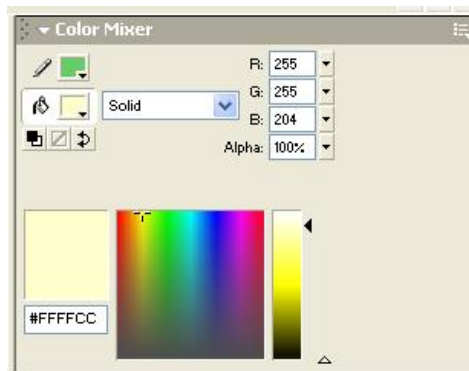 Color Mixer
R: 255
G: 255
Solid
B: 204
Alpha: 100%
#FFFFCC